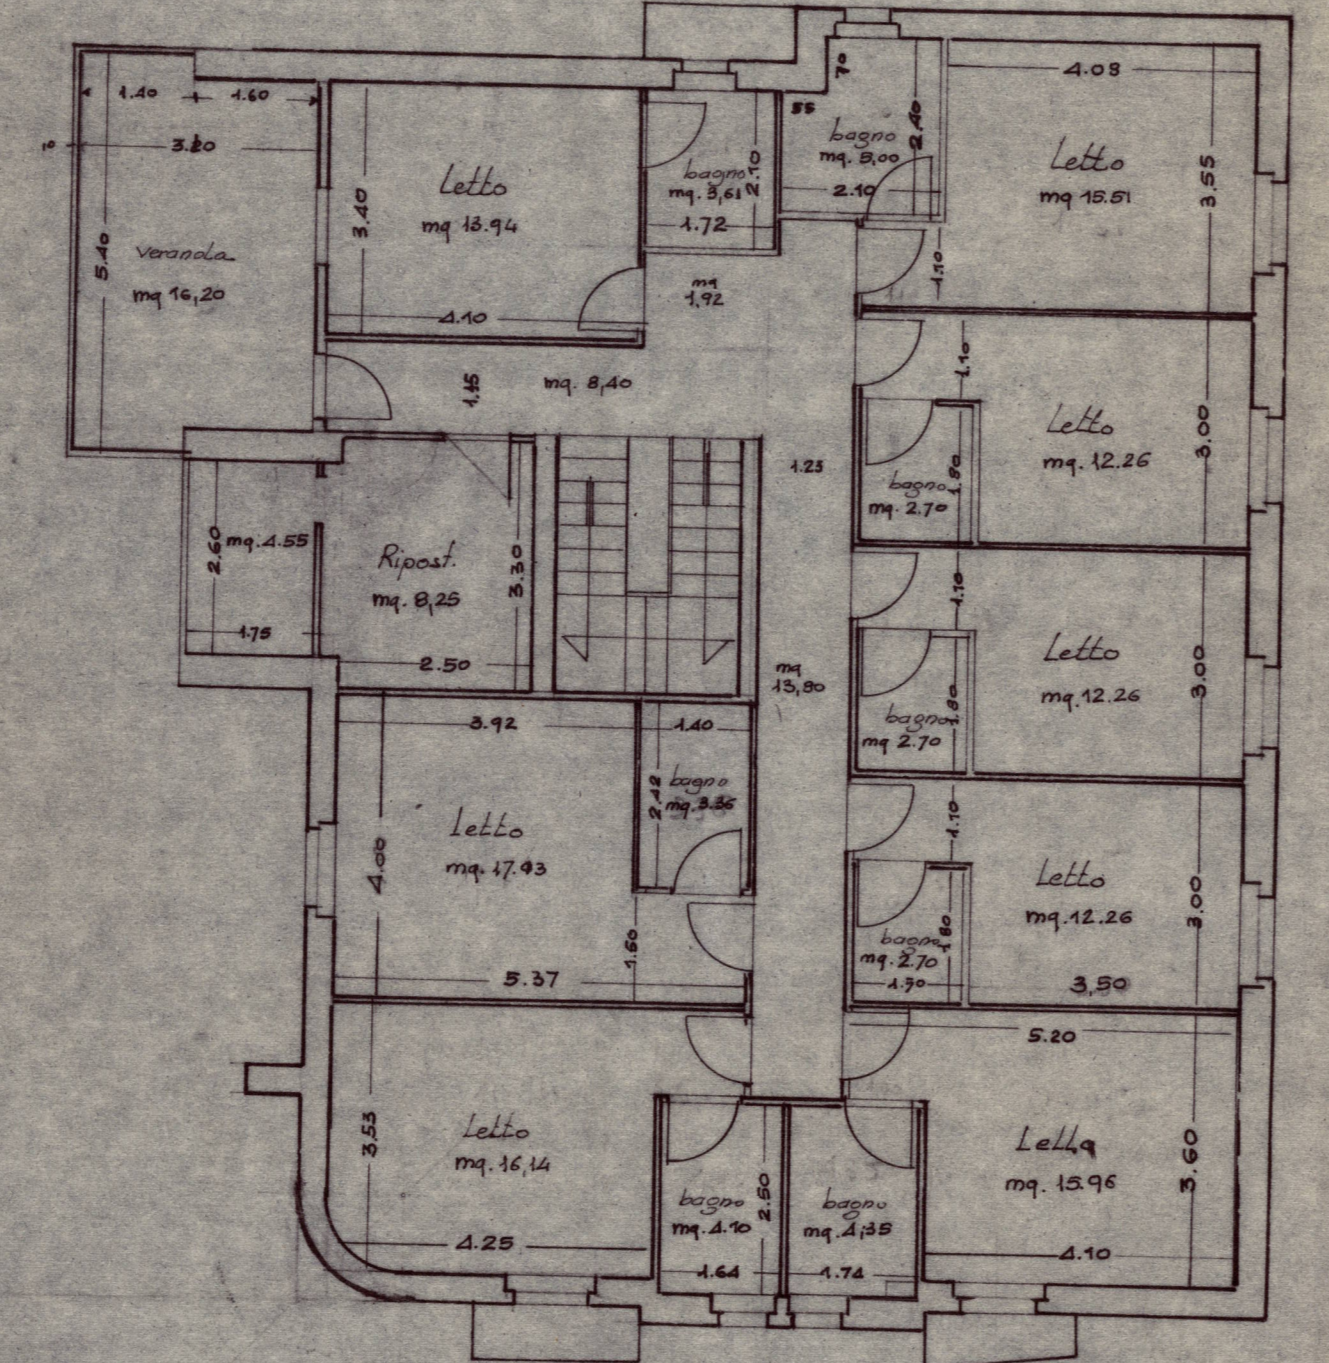 70
4.08
1.40
1.60
55
3.20
70
bagno
mq. 5,00
2.40
2.10
Letto
mq 15.51
3.55
Letto
mq 13.94
3.40
4.10
bagno
mq. 3,61
2.10
1.72
veranda
mq 16,20
5.40
mq
1,92
1.10
1.15
mq. 8,40
1.10
Letto
mq. 12.26
3.00
bagno
mq. 2.70
1.80
1.23
2.60
mq. 4.55
1.75
Ripost.
mq. 8,25
3.30
2.50
1.10
Letto
mq. 12.26
3.00
bagno
mq 2.70
1.80
mq
13,80
3.92
1.40
bagno
mq. 3.36
2.42
Letto
mq. 17.93
4.00
1.60
5.37
1.10
Letto
mq. 12.26
3.00
bagno
mq. 2.70
1.80
1.50
3,50
5.20
Letto
mq. 16,14
3.53
4.25
bagno
mq. 4.10
2.50
1.64
bagno
mq. 4,35
1.74
Letto
mq. 15.96
3.60
4.10